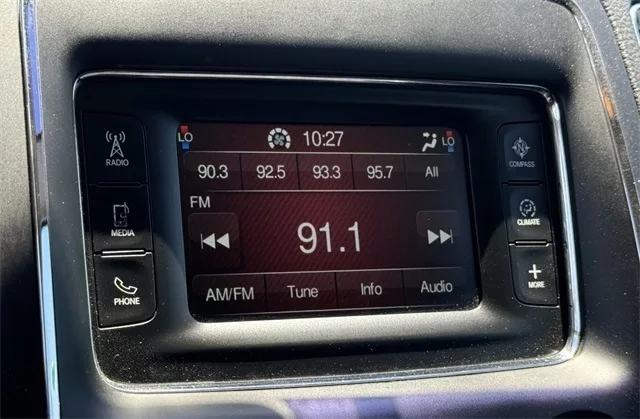 LO 10:27 LO
90.3 92.5 93.3 95.7 All
FM
91.1
AM/FM Tune Info Audio
RADIO
MEDIA
PHONE
COMPASS
CLIMATE
MORE